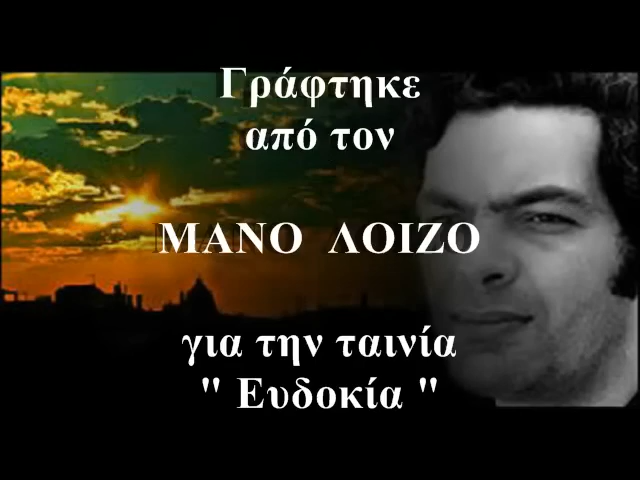 Γράφτηκε
από τον
ΜΑΝΟ ΛΟΙΖΟ
για την ταινία
" Ευδοκία "